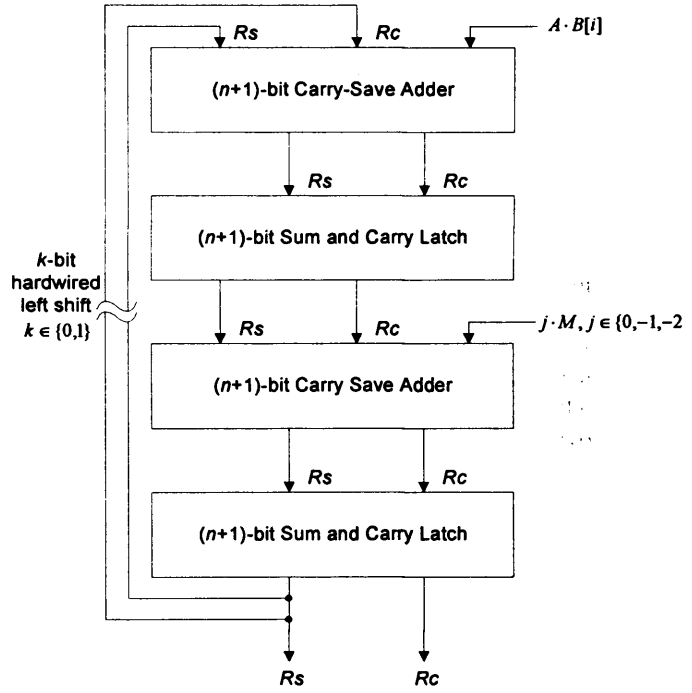 Rs
Rc
A · B[i]
(n+1)-bit Carry-Save Adder
Rs
Rc
(n+1)-bit Sum and Carry Latch
k-bit
hardwired
left shift
k ∈ {0,1}
Rs
Rc
j · M, j ∈ {0,−1,−2
(n+1)-bit Carry Save Adder
Rs
Rc
(n+1)-bit Sum and Carry Latch
Rs
Rc